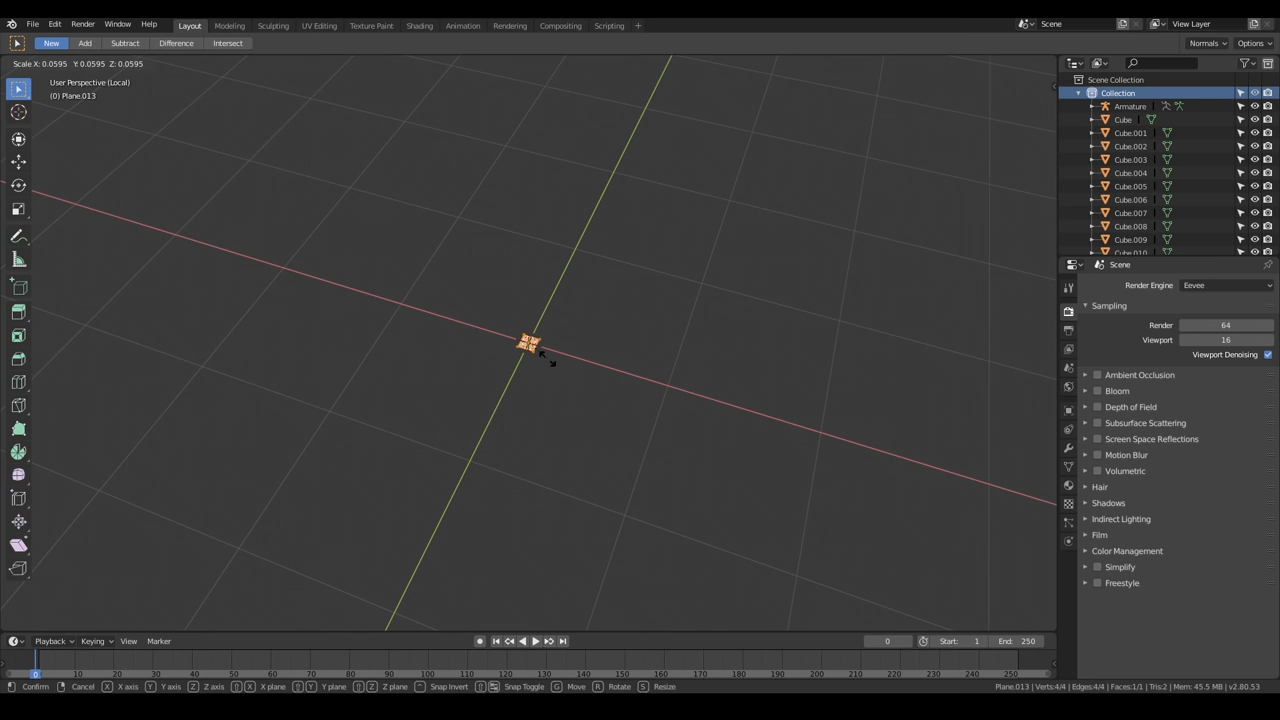 File Edit Render Window Help Layout Modeling Sculpting UV Editing Texture Paint Shading Animation Rendering Compositing Scripting + Scene View Layer
New Add Subtract Difference Intersect Normals Options
Scale X: 0.0595 Y: 0.0595 Z: 0.0595
User Perspective (Local)
(0) Plane.013
Scene Collection
Collection
Armature
Cube
Cube.001
Cube.002
Cube.003
Cube.004
Cube.005
Cube.006
Cube.007
Cube.008
Cube.009
Cube.010
Scene
Render Engine Eevee
Sampling
Render 64
Viewport 16
Viewport Denoising
Ambient Occlusion
Bloom
Depth of Field
Subsurface Scattering
Screen Space Reflections
Motion Blur
Volumetric
Hair
Shadows
Indirect Lighting
Film
Color Management
Simplify
Freestyle
Playback Keying View Marker 0 Start: 1 End: 250
0 10 20 30 40 50 60 70 80 90 100 110 120 130 140 150 160 170 180 190 200 210 220 230 240 250
Confirm Cancel X X axis Y Y axis Z Z axis X X plane Y Y plane Z Z plane Snap Invert Snap Toggle G Move R Rotate S Resize Plane.013 | Verts:4/4 | Edges:4/4 | Faces:1/1 | Tris:2 | Mem: 45.5 MB | v2.80.53